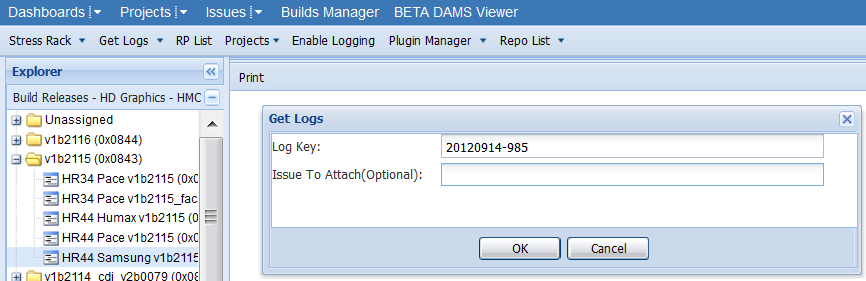 Dashboards Projects Issues Builds Manager BETA DAMS Viewer
Stress Rack Get Logs RP List Projects Enable Logging Plugin Manager Repo List
Explorer
Build Releases - HD Graphics - HMC
Unassigned
v1b2116 (0x0844)
v1b2115 (0x0843)
HR34 Pace v1b2115 (0x0
HR34 Pace v1b2115_fac
HR44 Humax v1b2115 (0
HR44 Pace v1b2115 (0x0
HR44 Samsung v1b2115
v1b2114_cdi_v2b0079 (0x08
Print
Get Logs
Log Key: 20120914-985
Issue To Attach(Optional):
OK Cancel